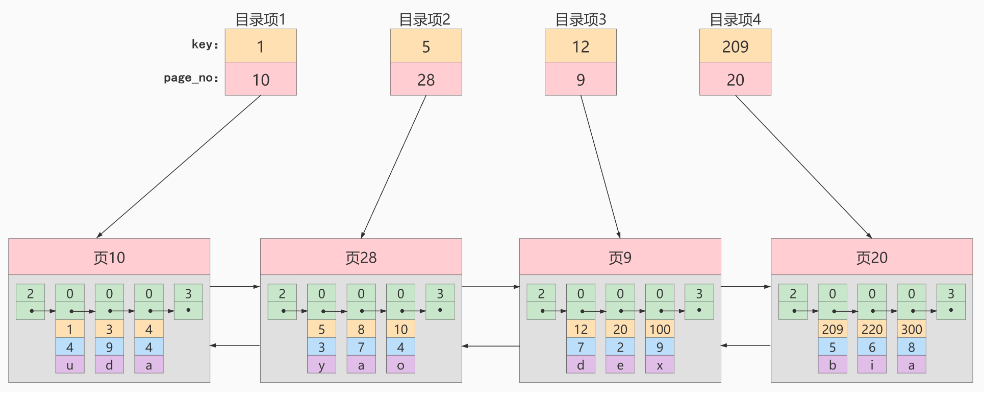 目录项1 目录项2 目录项3 目录项4
key: 1 5 12 209
page_no: 10 28 9 20
页10 页28 页9 页20
2 0 0 0 3 2 0 0 0 3 2 0 0 0 3 2 0 0 0 3
1 3 4 5 8 10 12 20 100 209 220 300
4 9 4 3 7 4 7 2 9 5 6 8
u d a y a o d e x b i a